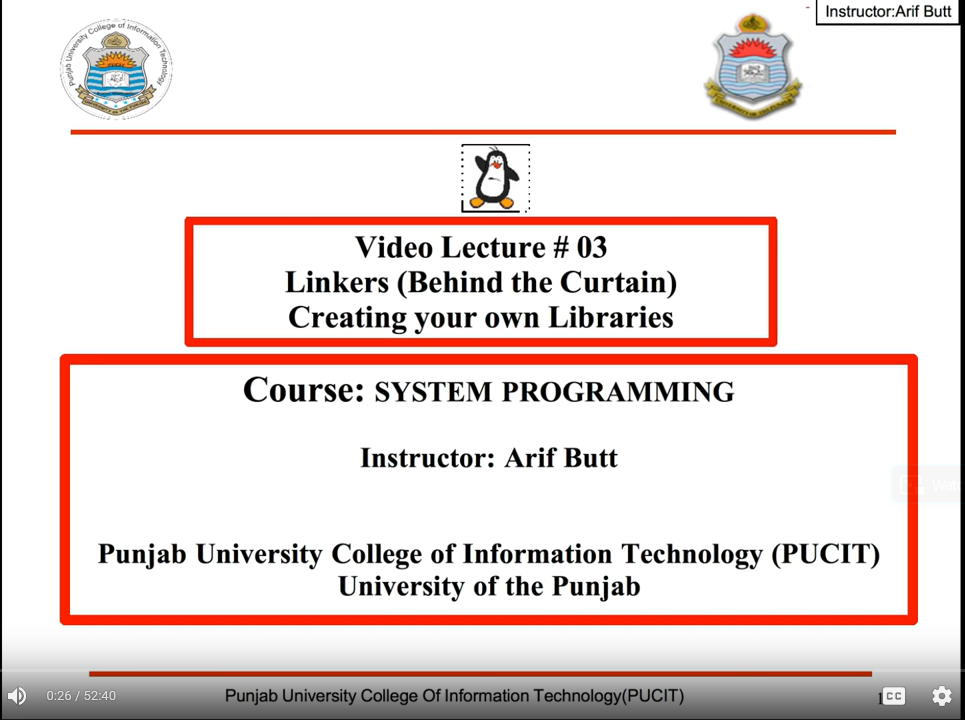 Instructor:Arif Butt
Punjab University College of Information Technology
Video Lecture # 03
Linkers (Behind the Curtain)
Creating your own Libraries
Course: SYSTEM PROGRAMMING
Instructor: Arif Butt
Punjab University College of Information Technology (PUCIT)
University of the Punjab
0:26 / 52:40
Punjab University College Of Information Technology(PUCIT)
1
CC